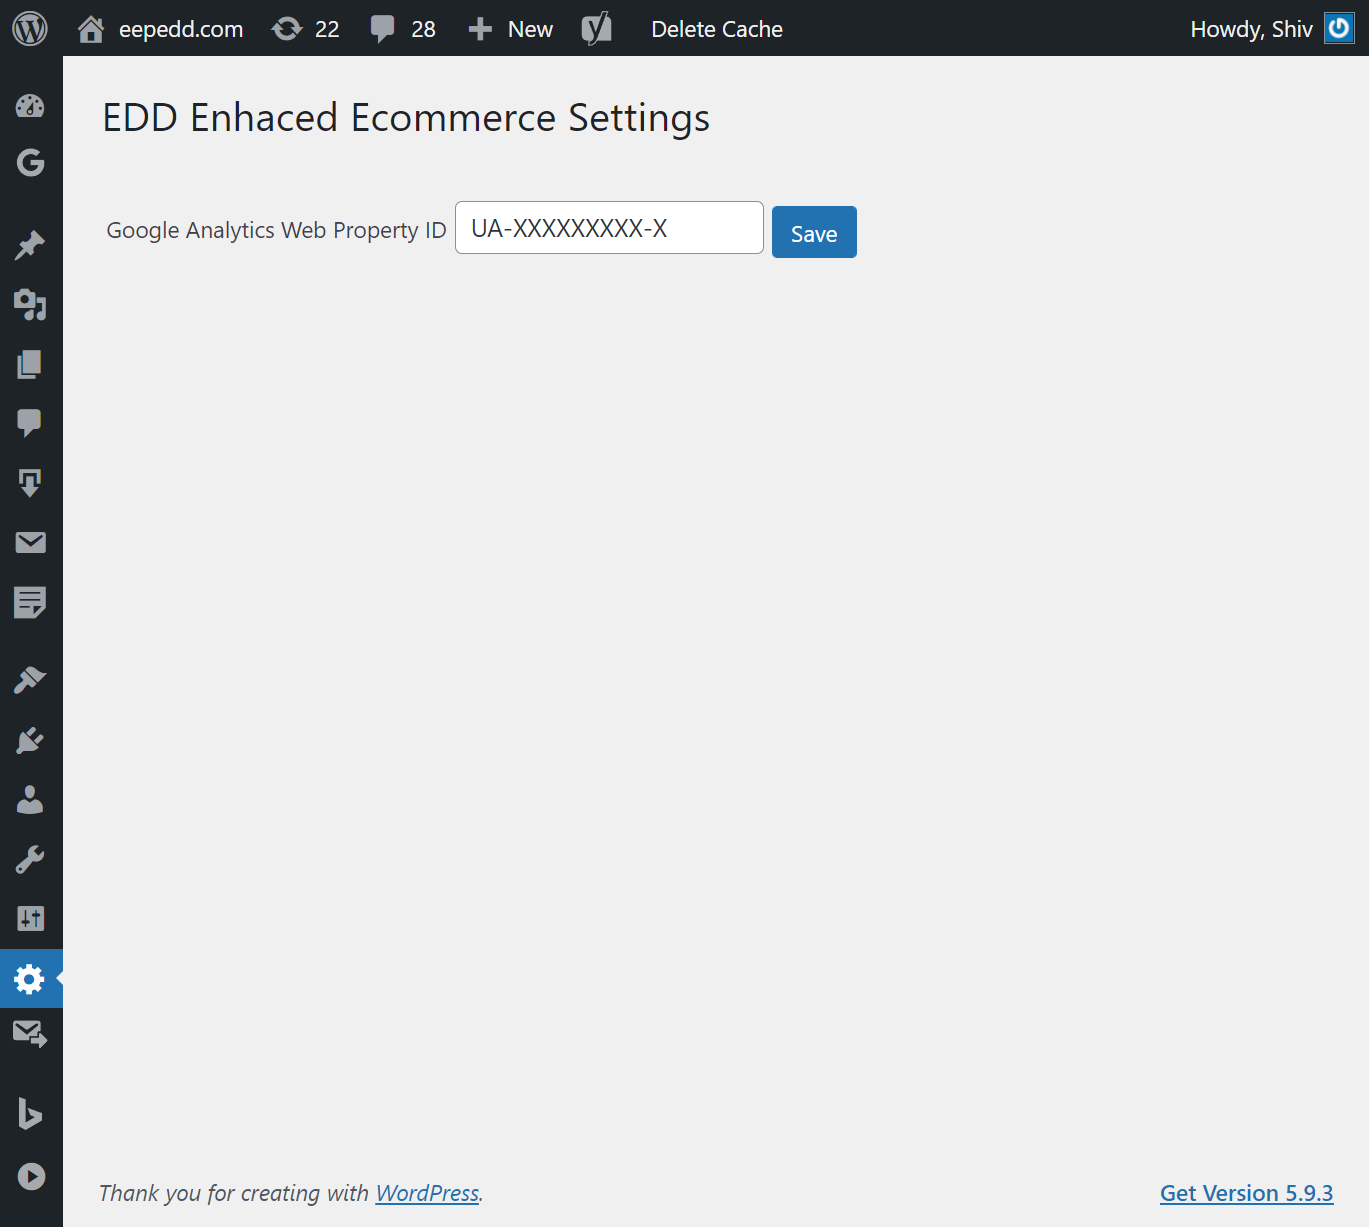 eepedd.com 22 28 New Delete Cache Howdy, Shiv
EDD Enhaced Ecommerce Settings
Google Analytics Web Property ID UA-XXXXXXXXX-X Save
Thank you for creating with WordPress. Get Version 5.9.3